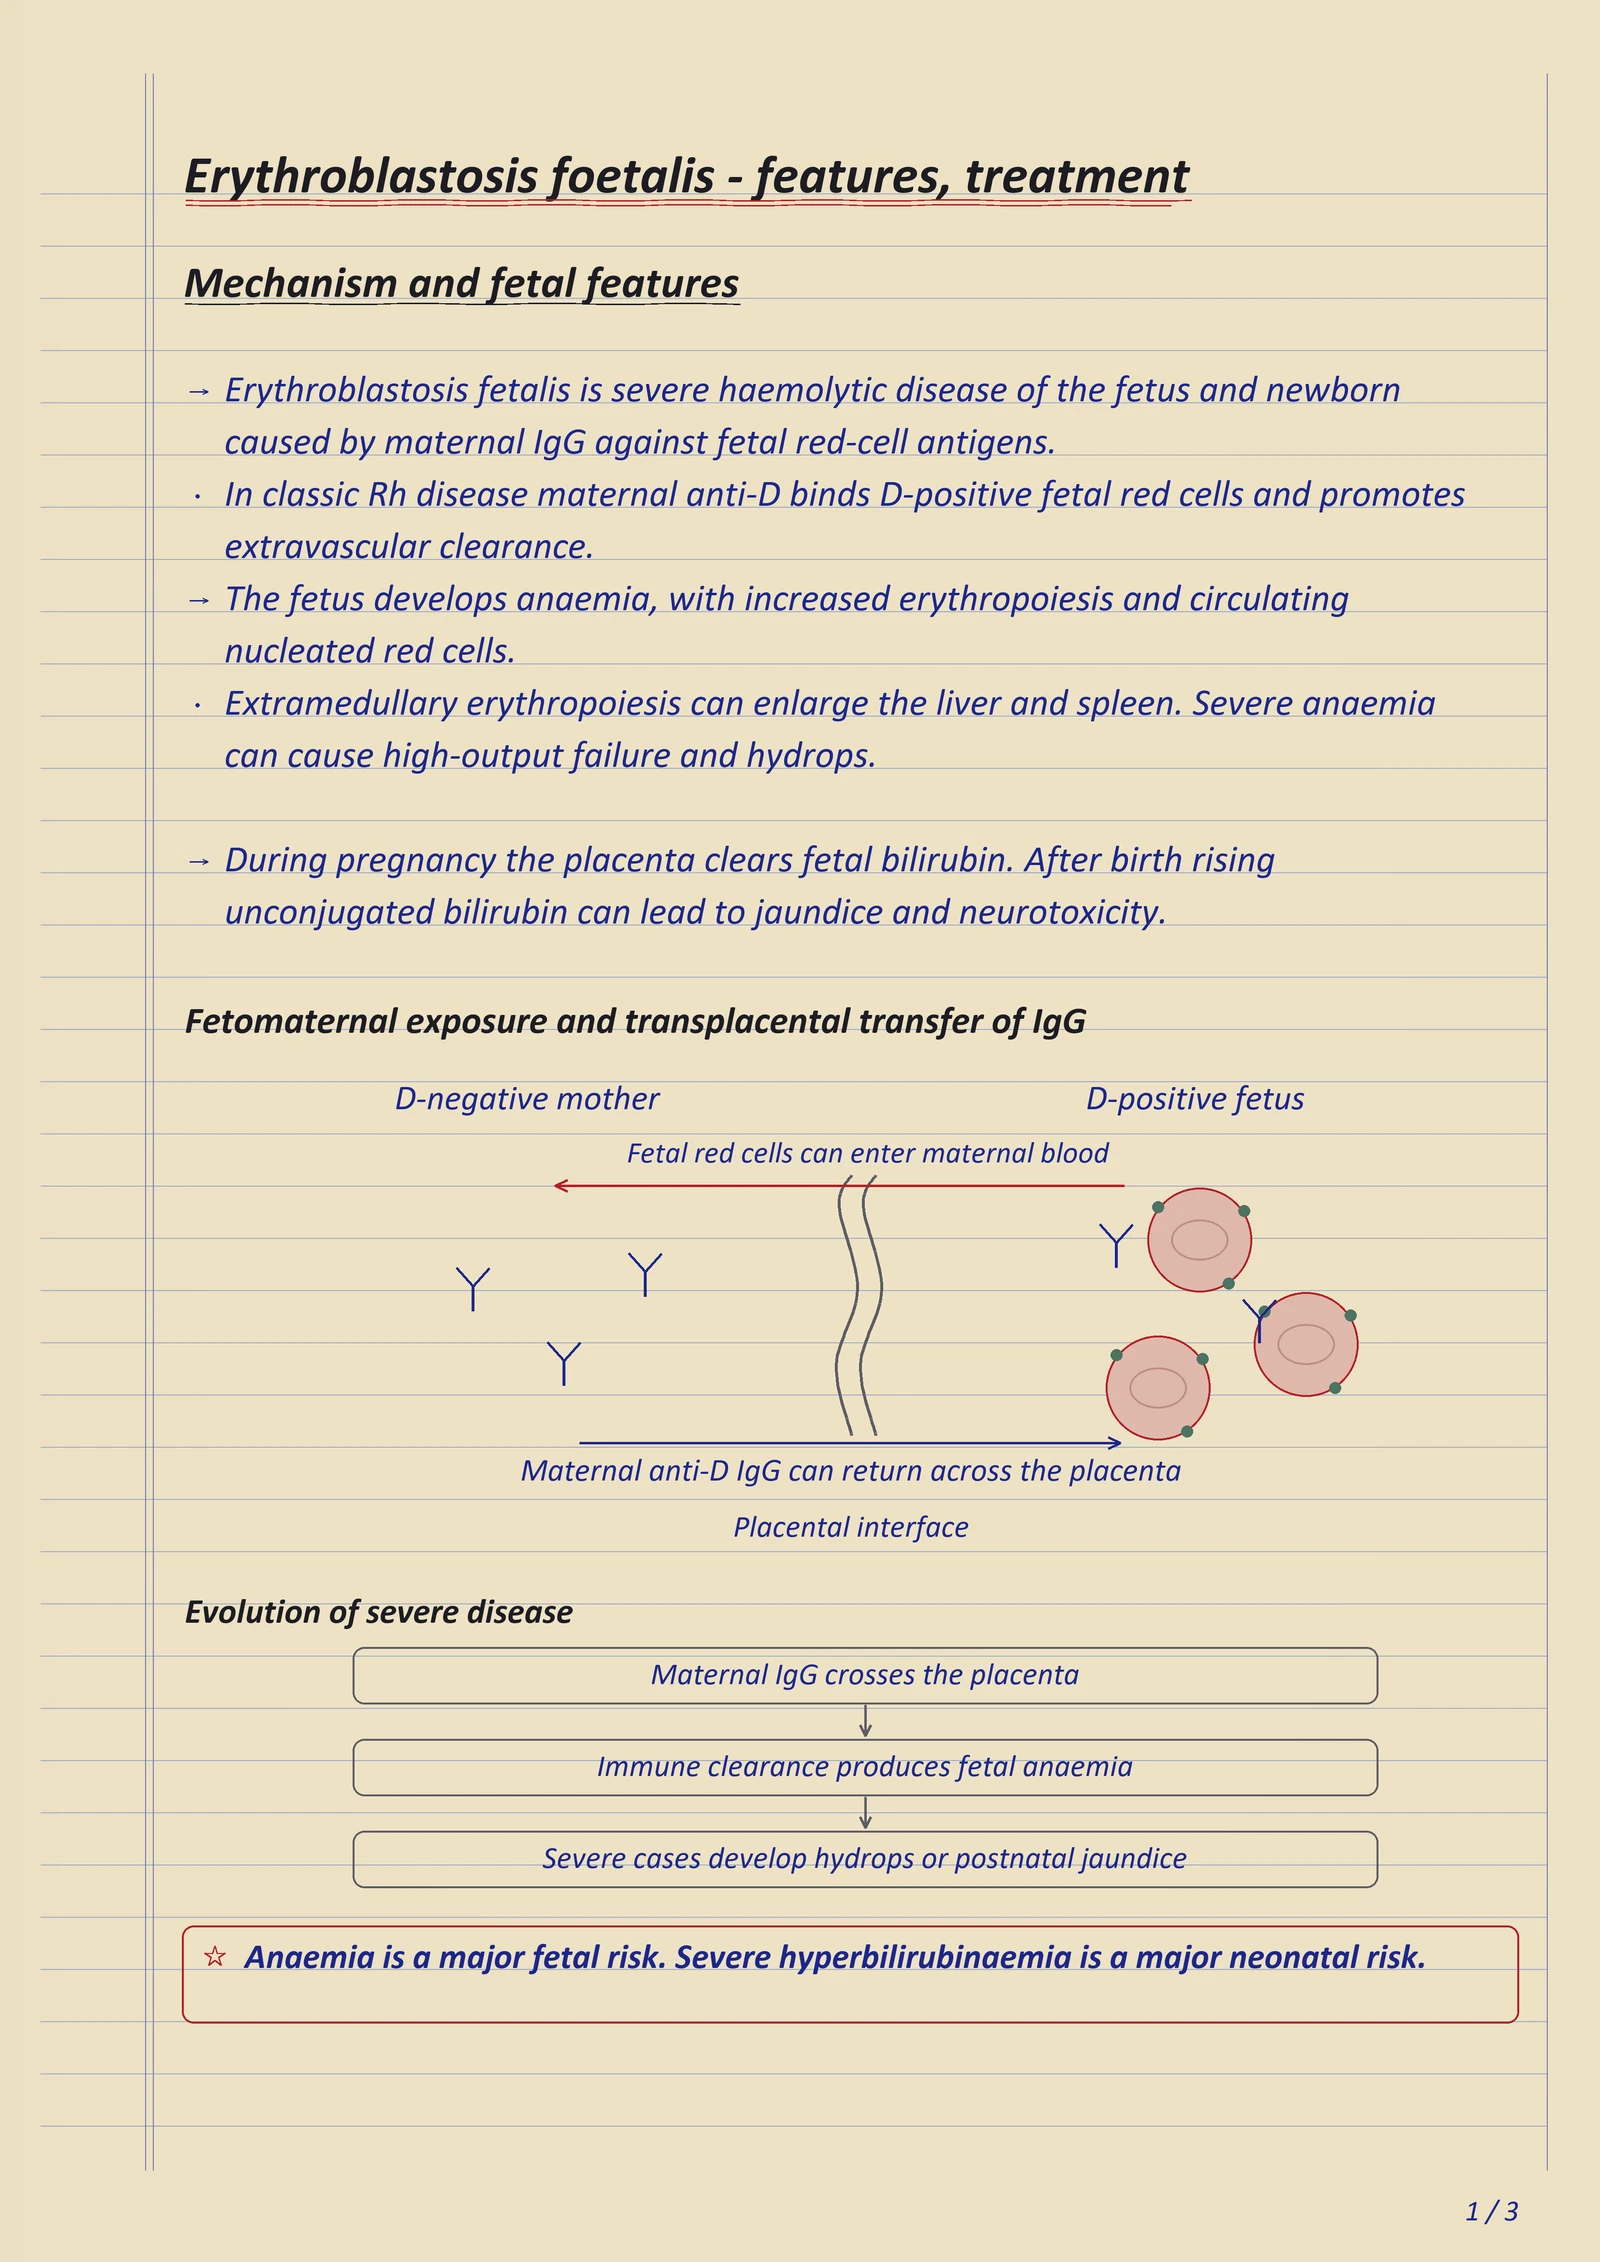 Erythroblastosis foetalis - features, treatment
Mechanism and fetal features
→ Erythroblastosis fetalis is severe haemolytic disease of the fetus and newborn
caused by maternal IgG against fetal red-cell antigens.
· In classic Rh disease maternal anti-D binds D-positive fetal red cells and promotes
extravascular clearance.
→ The fetus develops anaemia, with increased erythropoiesis and circulating
nucleated red cells.
· Extramedullary erythropoiesis can enlarge the liver and spleen. Severe anaemia
can cause high-output failure and hydrops.
→ During pregnancy the placenta clears fetal bilirubin. After birth rising
unconjugated bilirubin can lead to jaundice and neurotoxicity.
Fetomaternal exposure and transplacental transfer of IgG
D-negative mother
D-positive fetus
Fetal red cells can enter maternal blood
Maternal anti-D IgG can return across the placenta
Placental interface
Evolution of severe disease
Maternal IgG crosses the placenta
Immune clearance produces fetal anaemia
Severe cases develop hydrops or postnatal jaundice
☆ Anaemia is a major fetal risk. Severe hyperbilirubinaemia is a major neonatal risk.
1 / 3